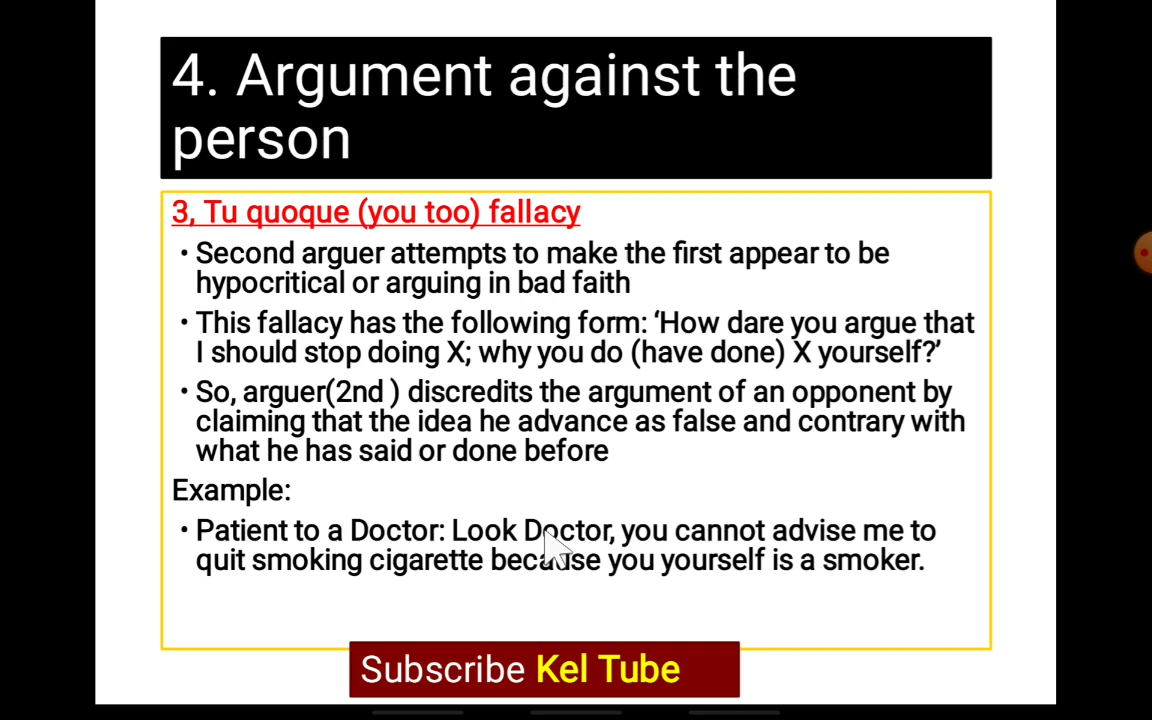 4. Argument against the
person
3, Tu quoque (you too) fallacy
• Second arguer attempts to make the first appear to be
hypocritical or arguing in bad faith
• This fallacy has the following form: ‘How dare you argue that
I should stop doing X; why you do (have done) X yourself?’
• So, arguer(2nd ) discredits the argument of an opponent by
claiming that the idea he advance as false and contrary with
what he has said or done before
Example:
• Patient to a Doctor: Look Doctor, you cannot advise me to
quit smoking cigarette because you yourself is a smoker.
Subscribe Kel Tube